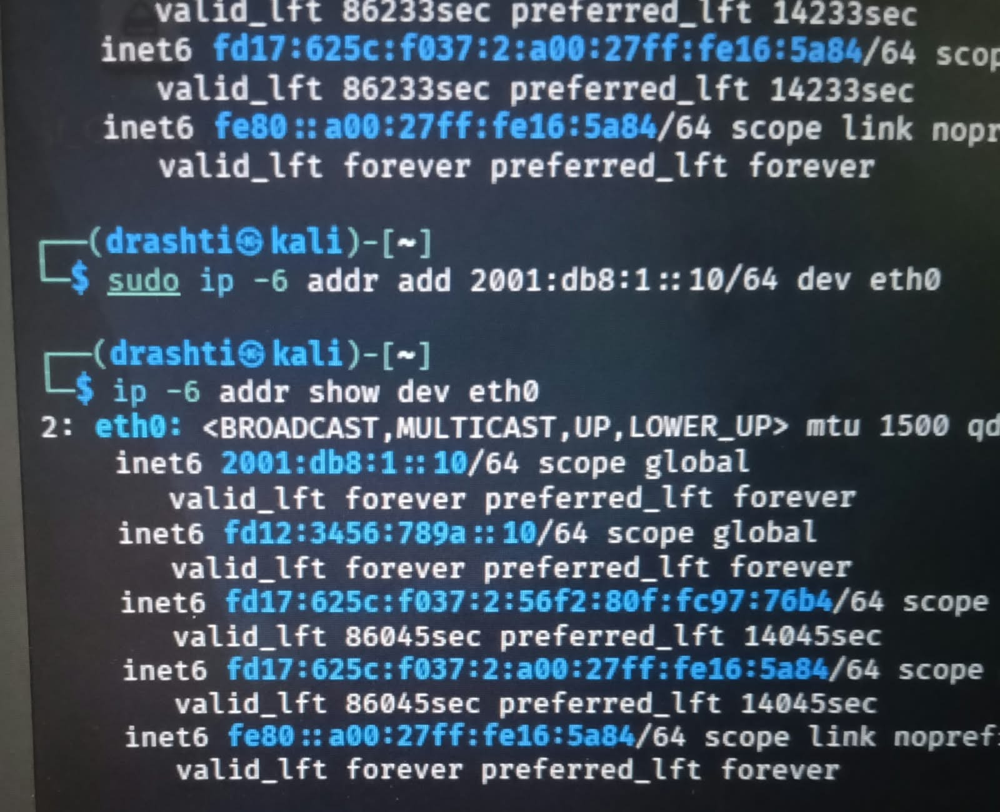 valid_lft 86233sec preferred_lft 14233sec
inet6 fd17:625c:f037:2:a00:27ff:fe16:5a84/64 scop
valid_lft 86233sec preferred_lft 14233sec
inet6 fe80::a00:27ff:fe16:5a84/64 scope link nopr
valid_lft forever preferred_lft forever
┌──(drashti㉿kali)-[~]
└─$ sudo ip -6 addr add 2001:db8:1::10/64 dev eth0
┌──(drashti㉿kali)-[~]
└─$ ip -6 addr show dev eth0
2: eth0: <BROADCAST,MULTICAST,UP,LOWER_UP> mtu 1500 qd
inet6 2001:db8:1::10/64 scope global
valid_lft forever preferred_lft forever
inet6 fd12:3456:789a::10/64 scope global
valid_lft forever preferred_lft forever
inet6 fd17:625c:f037:2:56f2:80f:fc97:76b4/64 scope
valid_lft 86045sec preferred_lft 14045sec
inet6 fd17:625c:f037:2:a00:27ff:fe16:5a84/64 scope
valid_lft 86045sec preferred_lft 14045sec
inet6 fe80::a00:27ff:fe16:5a84/64 scope link nopref
valid_lft forever preferred_lft forever